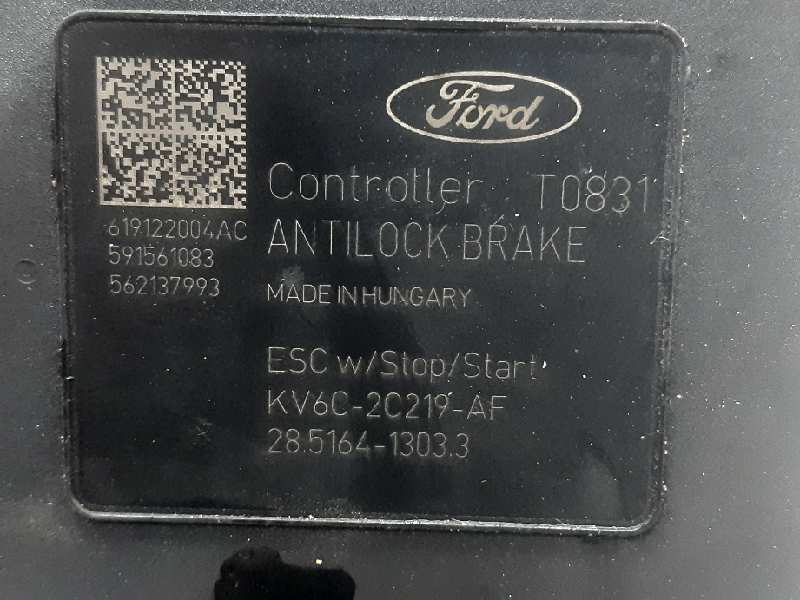 Ford
Controller T0831
ANTILOCK BRAKE
619122004AC
591561083
562137993
MADE IN HUNGARY
ESC w/Stop/Start
KV6C-2C219-AF
28.5164-1303.3